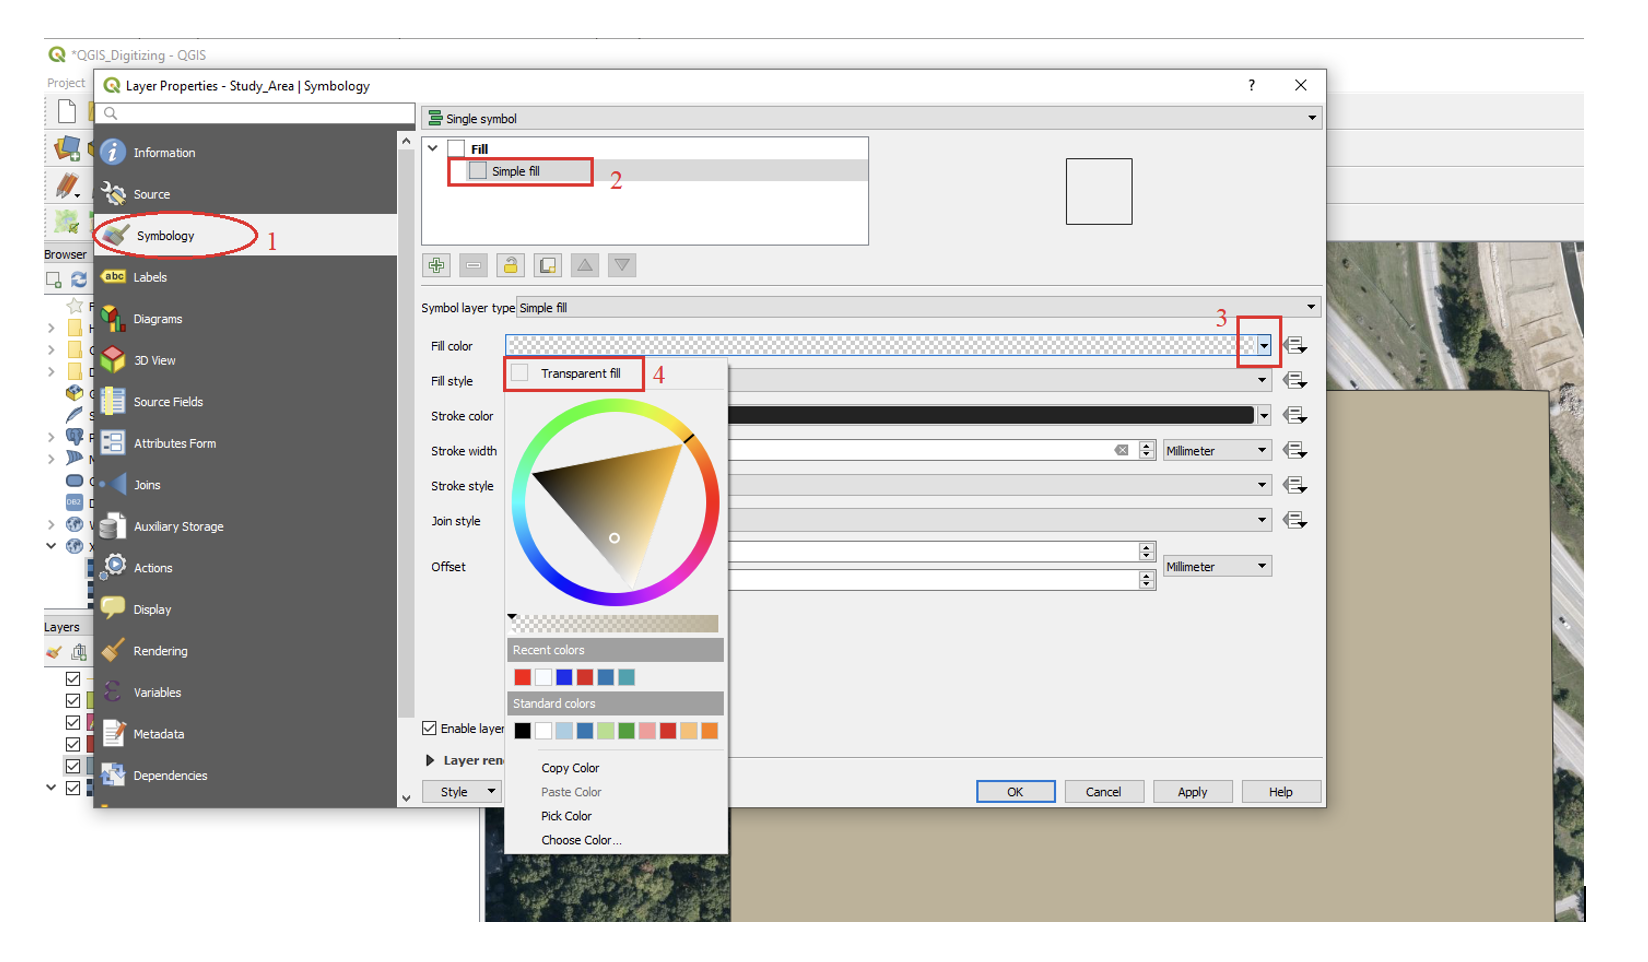 *QGIS_Digitizing - QGIS
Project
Layer Properties - Study_Area | Symbology
?
Single symbol
Information
Source
Symbology
1
Labels
abc
Diagrams
3D View
Source Fields
Attributes Form
Joins
Auxiliary Storage
Actions
Display
Rendering
Variables
Metadata
Dependencies
Browser
Layers
Fill
Simple fill
2
Symbol layer type Simple fill
3
Fill color
Transparent fill
4
Fill style
Stroke color
Stroke width
Millimeter
Stroke style
Join style
Offset
Millimeter
Recent colors
Standard colors
Enable layer
Layer ren
Copy Color
Paste Color
Pick Color
Choose Color...
Style
OK
Cancel
Apply
Help